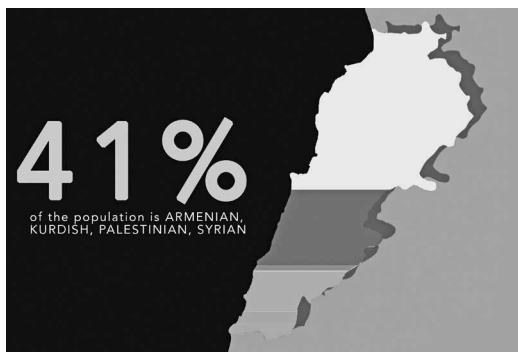 41%
of the population is ARMENIAN,
KURDISH, PALESTINIAN, SYRIAN